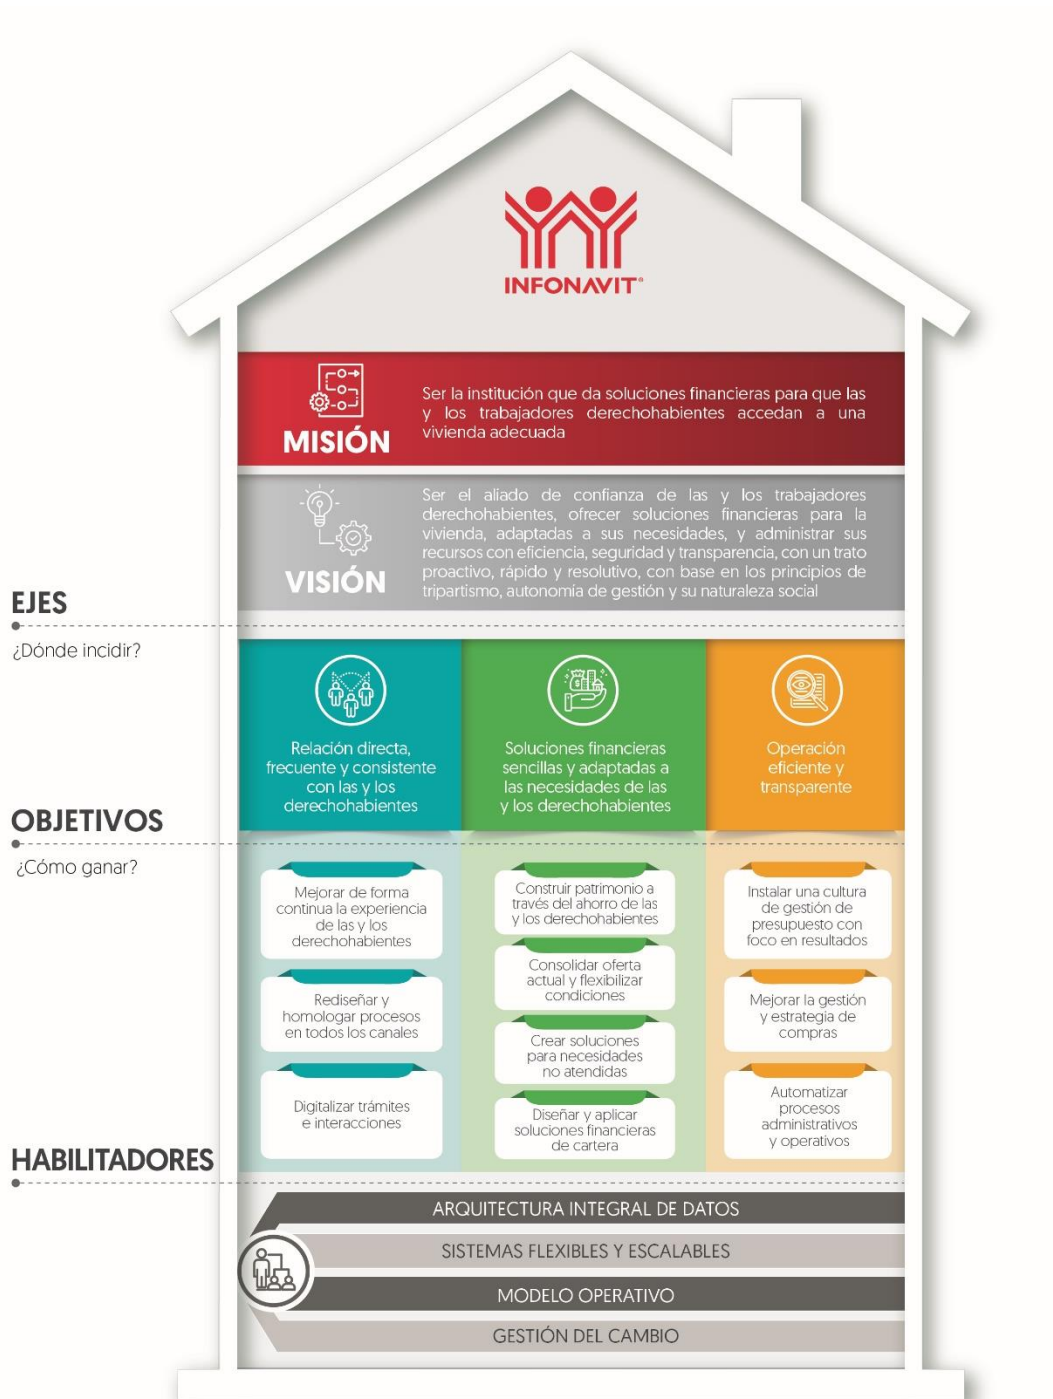 INFONAVIT®
MISIÓN
Ser la institución que da soluciones financieras para que las
y los trabajadores derechohabientes accedan a una
vivienda adecuada
VISIÓN
Ser el aliado de confianza de las y los trabajadores
derechohabientes, ofrecer soluciones financieras para la
vivienda, adaptadas a sus necesidades, y administrar sus
recursos con eficiencia, seguridad y transparencia, con un trato
proactivo, rápido y resolutivo, con base en los principios de
tripartismo, autonomía de gestión y su naturaleza social
EJES
¿Dónde incidir?
Relación directa,
frecuente y consistente
con las y los
derechohabientes
Soluciones financieras
sencillas y adaptadas a
las necesidades de las
y los derechohabientes
Operación
eficiente y
transparente
OBJETIVOS
¿Cómo ganar?
Mejorar de forma
continua la experiencia
de las y los
derechohabientes
Rediseñar y
homologar procesos
en todos los canales
Digitalizar trámites
e interacciones
Construir patrimonio a
través del ahorro de las
y los derechohabientes
Consolidar oferta
actual y flexibilizar
condiciones
Crear soluciones
para necesidades
no atendidas
Diseñar y aplicar
soluciones financieras
de cartera
Instalar una cultura
de gestión de
presupuesto con
foco en resultados
Mejorar la gestión
y estrategia de
compras
Automatizar
procesos
administrativos
y operativos
HABILITADORES
ARQUITECTURA INTEGRAL DE DATOS
SISTEMAS FLEXIBLES Y ESCALABLES
MODELO OPERATIVO
GESTIÓN DEL CAMBIO